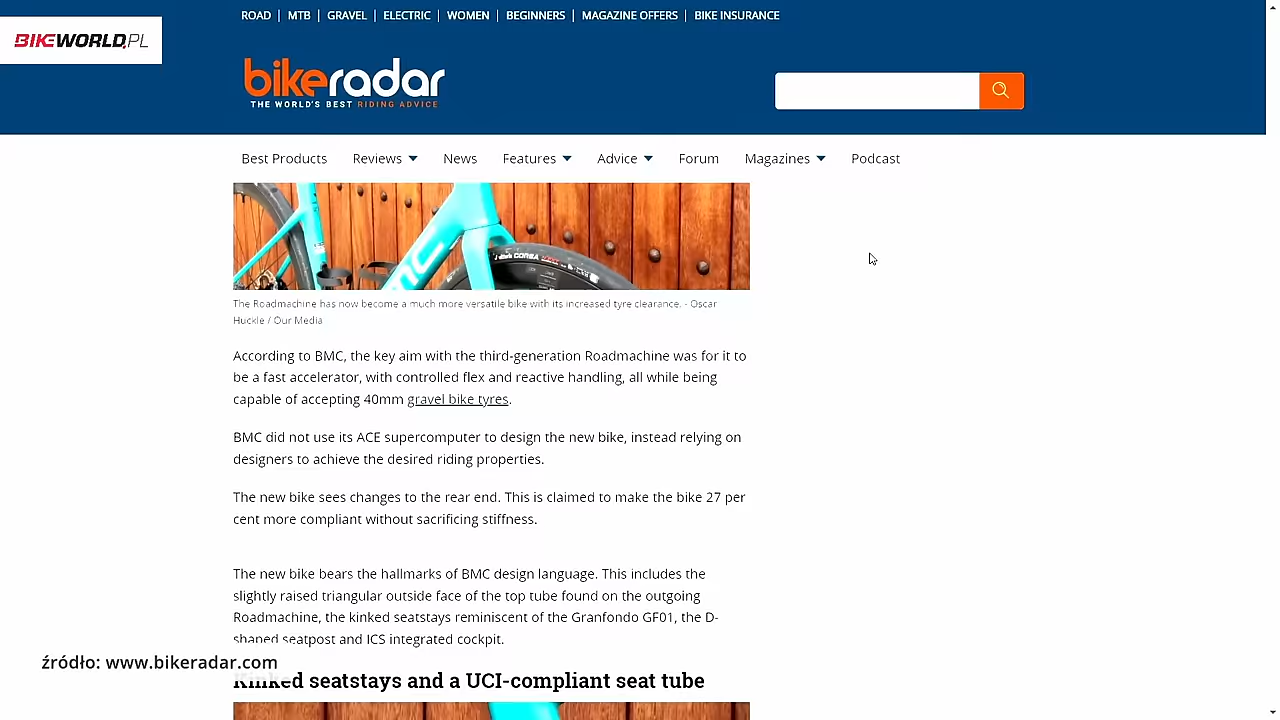 ROAD | MTB | GRAVEL | ELECTRIC | WOMEN | BEGINNERS | MAGAZINE OFFERS | BIKE INSURANCE
BIKEWORLD.PL
bikeradar
THE WORLD'S BEST RIDING ADVICE
Best Products Reviews News Features Advice Forum Magazines Podcast
CORSA
The Roadmachine has now become a much more versatile bike with its increased tyre clearance. - Oscar
Huckle / Our Media
According to BMC, the key aim with the third-generation Roadmachine was for it to
be a fast accelerator, with controlled flex and reactive handling, all while being
capable of accepting 40mm gravel bike tyres.
BMC did not use its ACE supercomputer to design the new bike, instead relying on
designers to achieve the desired riding properties.
The new bike sees changes to the rear end. This is claimed to make the bike 27 per
cent more compliant without sacrificing stiffness.
The new bike bears the hallmarks of BMC design language. This includes the
slightly raised triangular outside face of the top tube found on the outgoing
Roadmachine, the kinked seatstays reminiscent of the Granfondo GF01, the D-
shaped seatpost and ICS integrated cockpit.
źródło: www.bikeradar.com
Kinked seatstays and a UCI-compliant seat tube